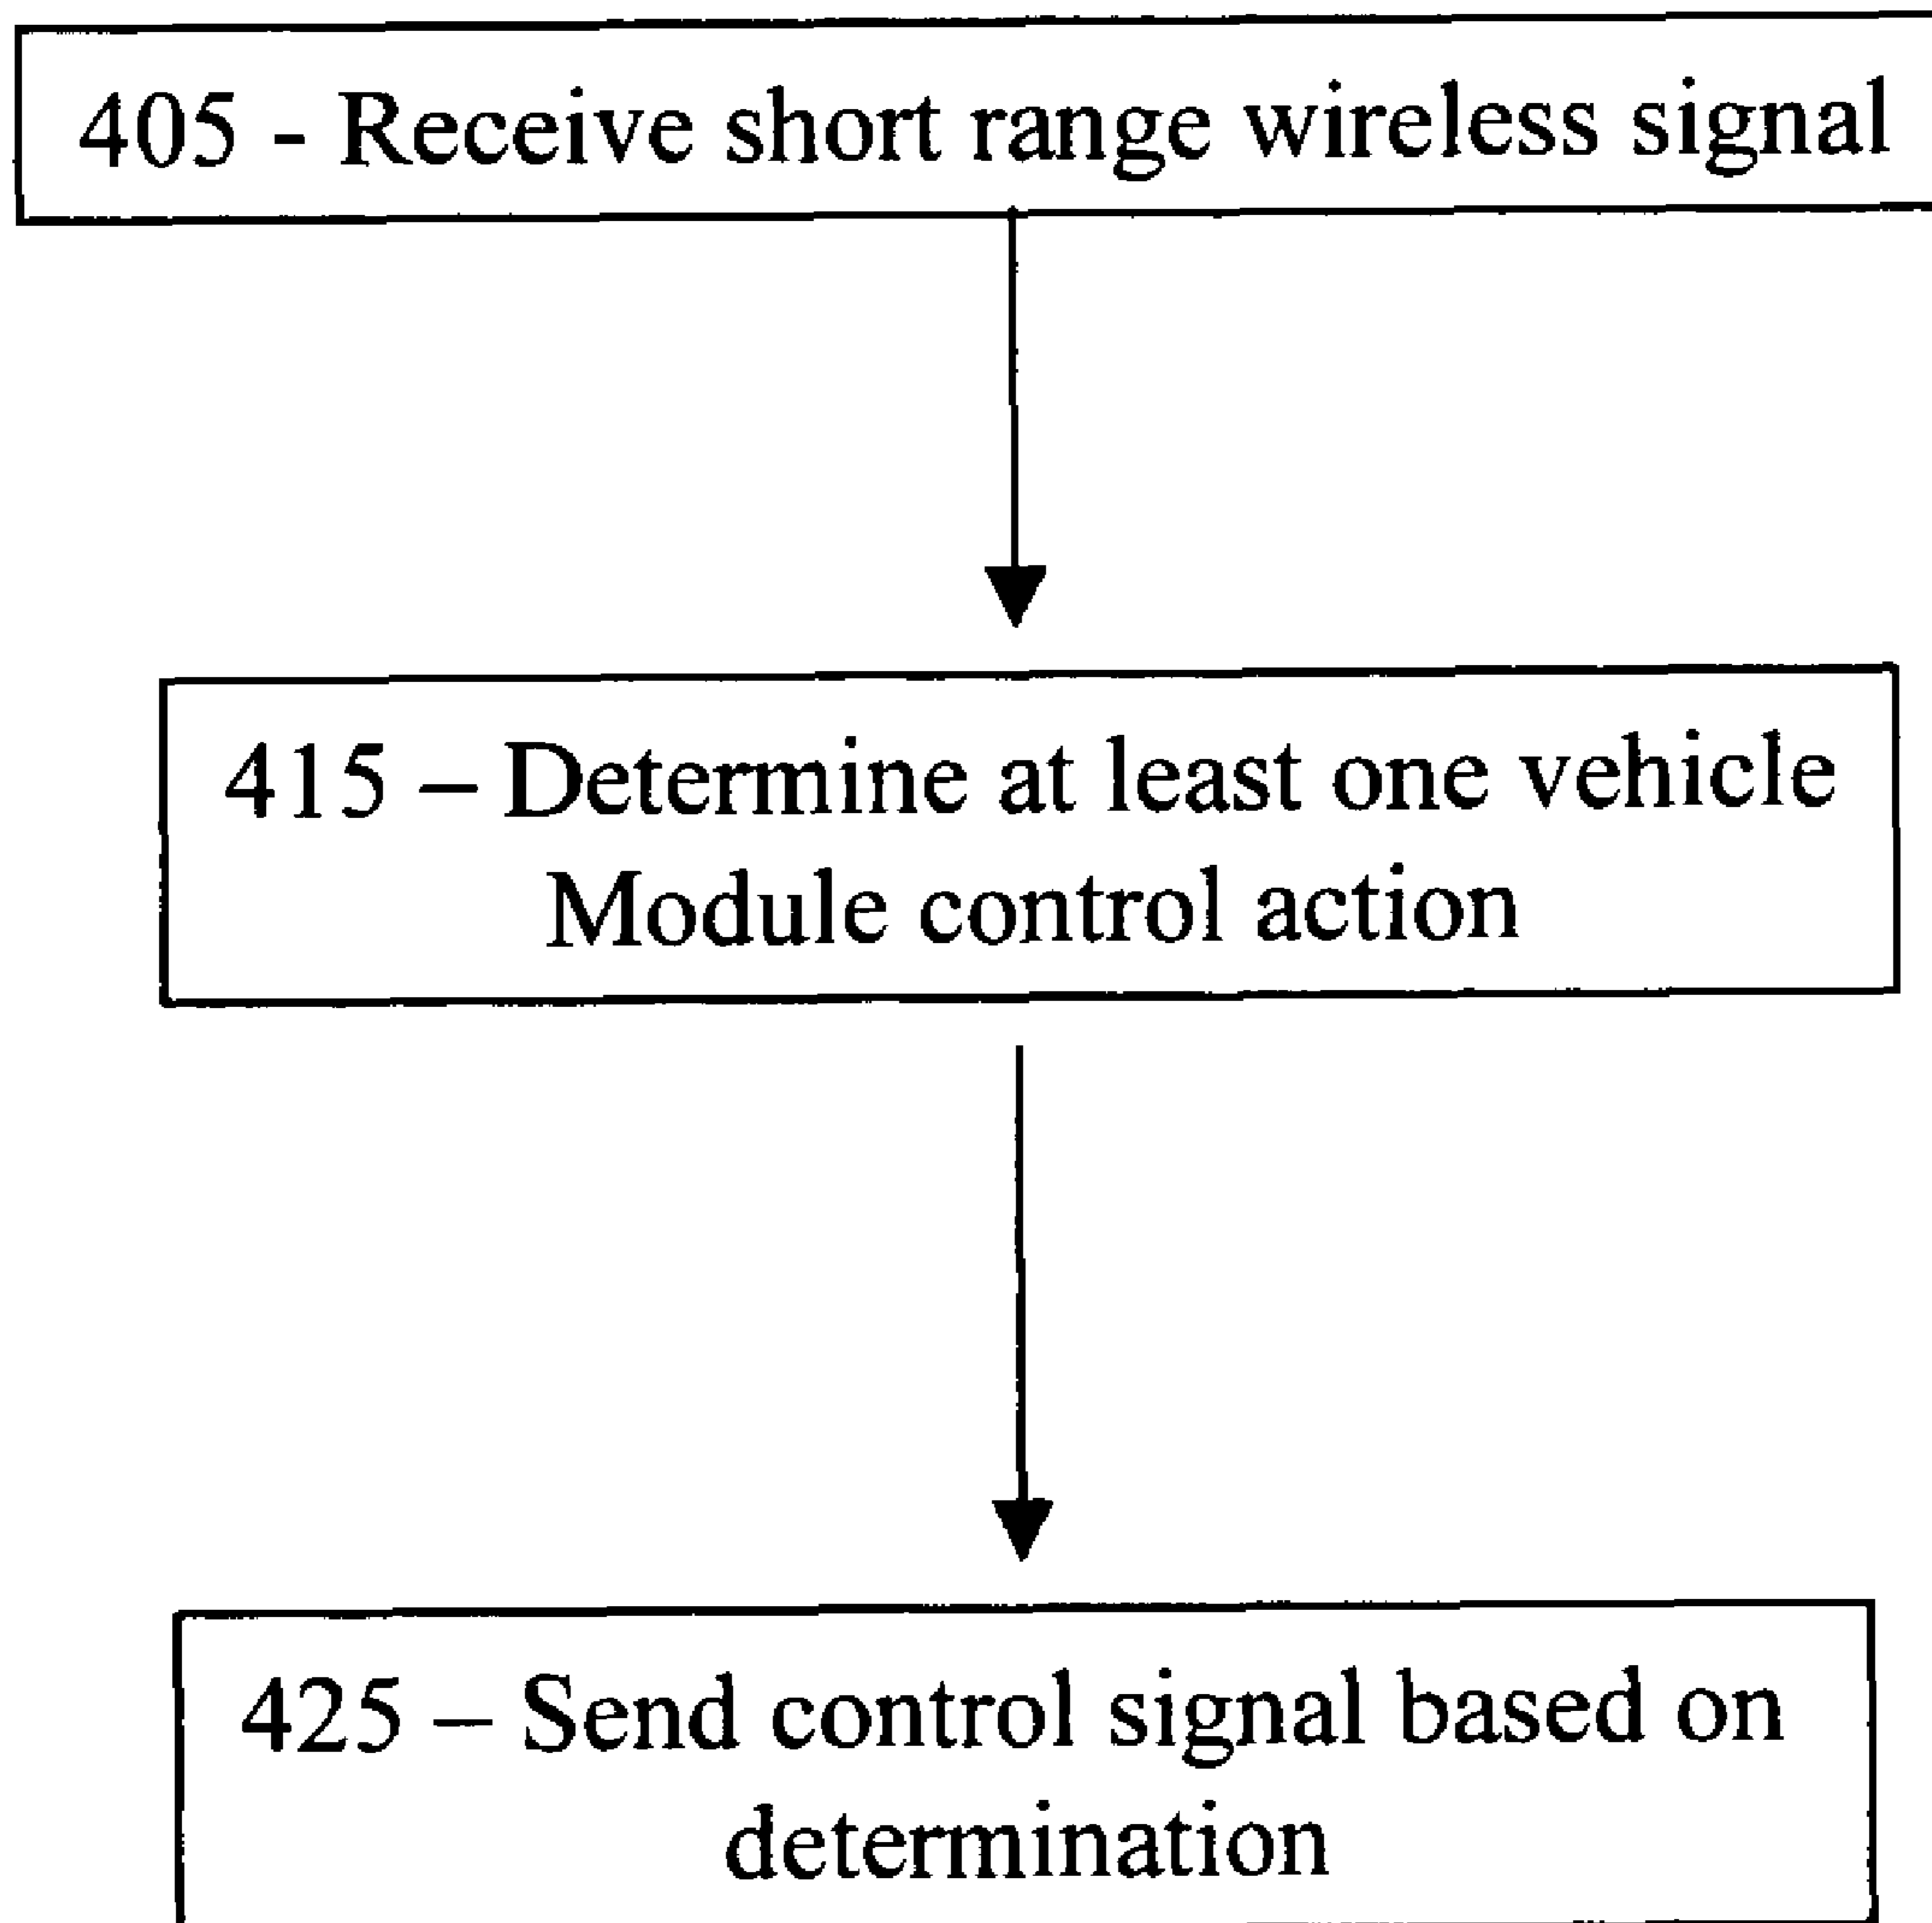 405 - Receive short range wireless signal
415 – Determine at least one vehicle
Module control action
425 – Send control signal based on
determination